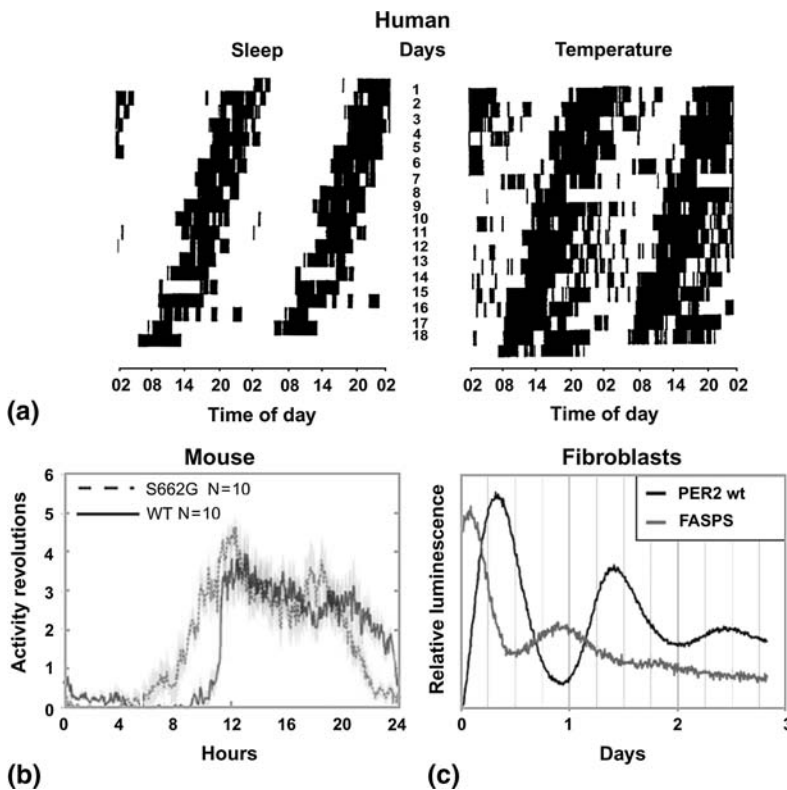 Human
Sleep Days Temperature
1
2
3
4
5
6
7
8
9
10
11
12
13
14
15
16
17
18
02 08 14 20 02 08 14 20 02
02 08 14 20 02 08 14 20 02
Time of day
Time of day
(a)
Mouse
6
5
4
3
2
1
0
Activity revolutions
S662G N=10
WT N=10
0 4 8 12 16 20 24
Hours
(b)
Fibroblasts
PER2 wt
FASPS
Relative luminescence
0 1 2 3
Days
(c)